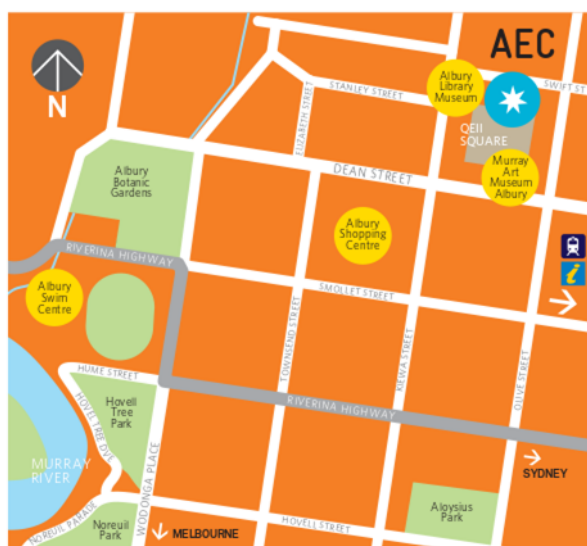 AEC
N
STANLEY STREET
Albury
Library
Museum
SWIFT ST
ELIZABETH STREET
QEII
SQUARE
DEAN STREET
Murray
Art
Museum
Albury
Albury
Botanic
Gardens
Albury
Shopping
Centre
RIVERINA HIGHWAY
i
Albury
Swim
Centre
SMOLLET STREET
TOWNSEND STREET
KIEWA STREET
OLIVE STREET
HUME STREET
RIVERINA HIGHWAY
Hovell
Tree
Park
HOVELL TREE DVE
MURRAY
RIVER
WODONGA PLACE
SYDNEY
Aloysius
Park
NOREUIL PARADE
Noreuil
Park
MELBOURNE
HOVELL STREET